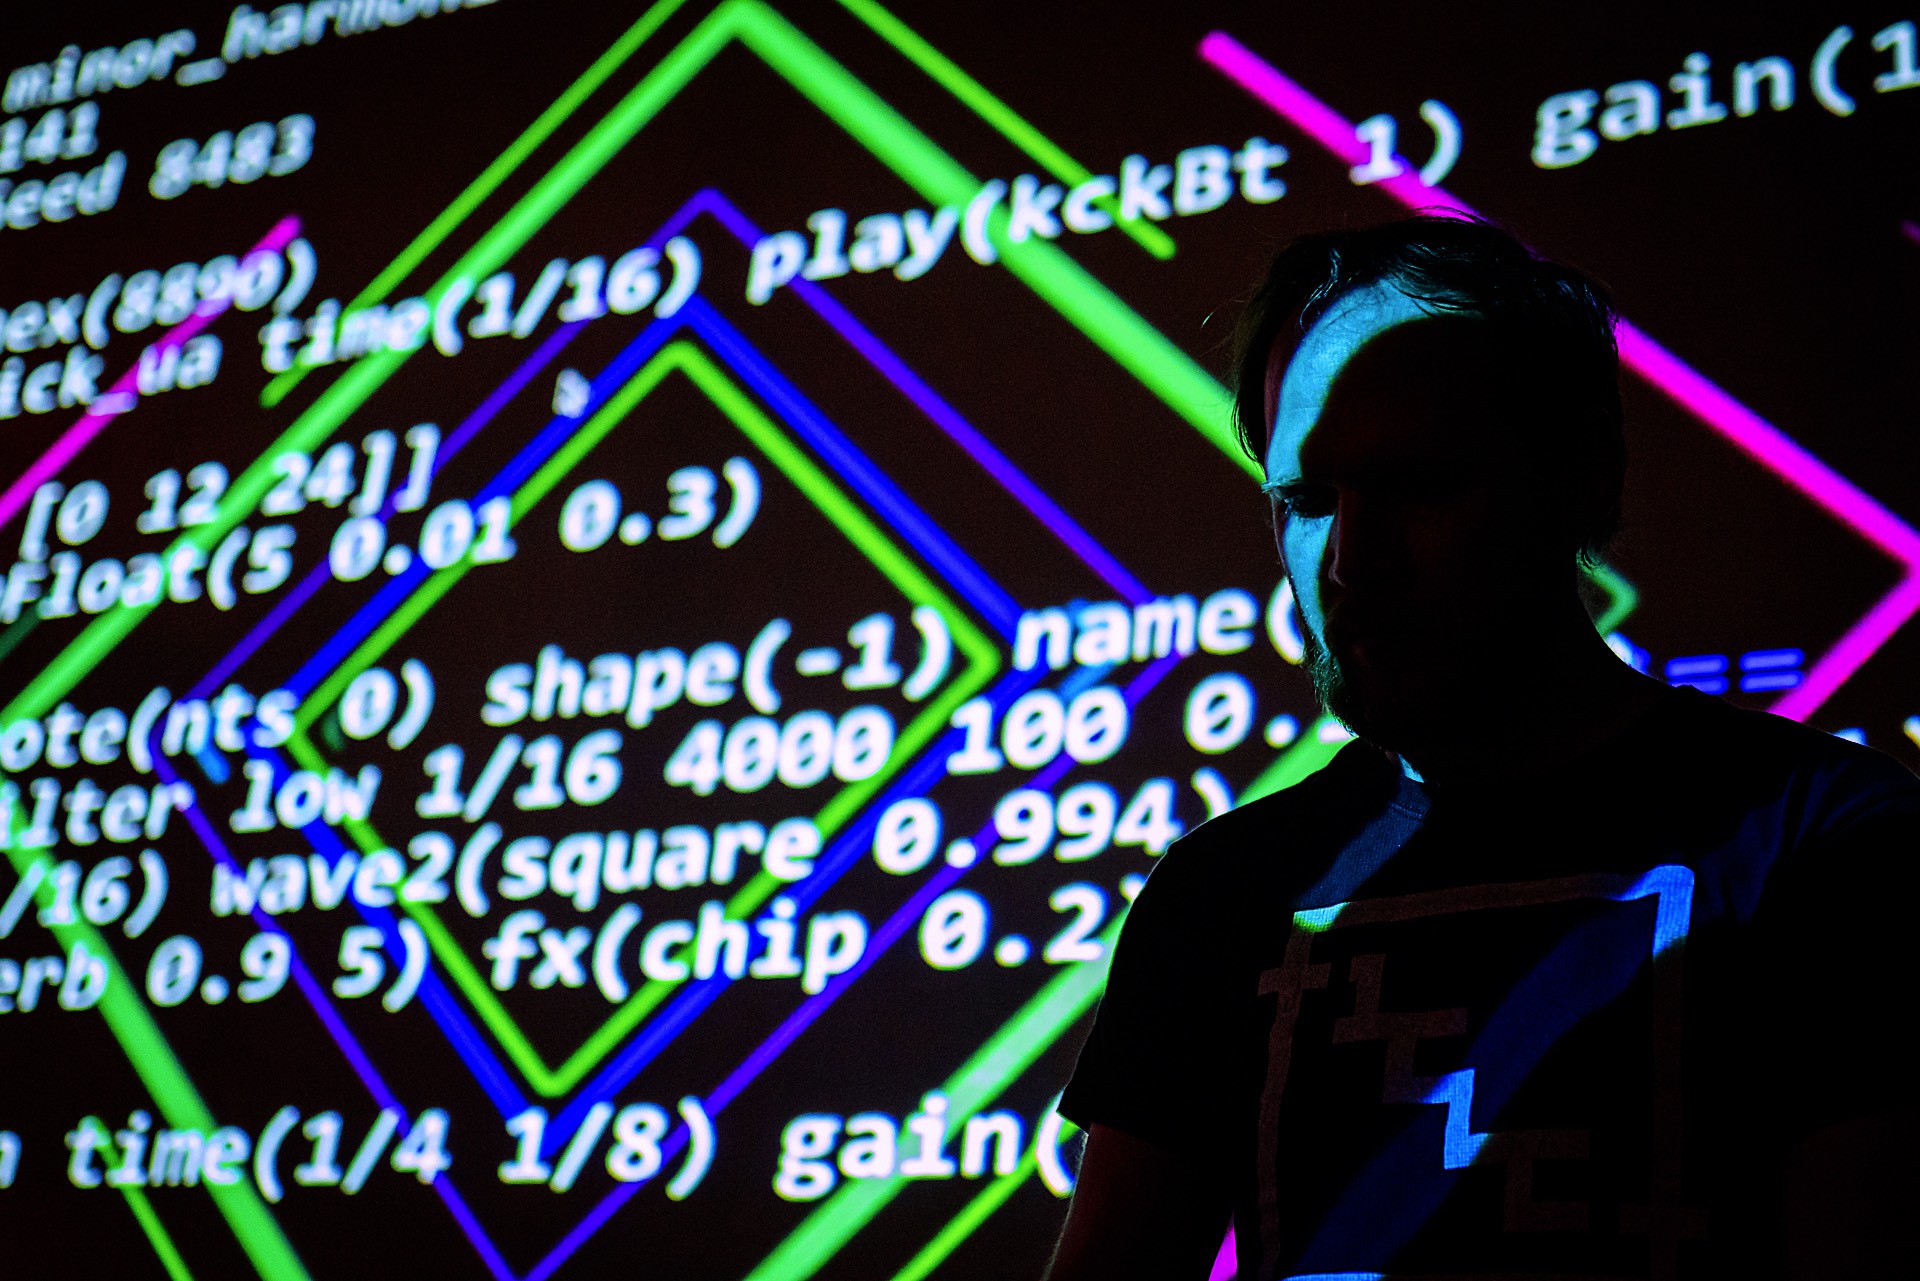 minor_harmon
141
seed 8483
ex(8890)
ick_ua time(1/16) play(kckBt 1) gain(1
[0 12 24]]
Float(5 0.01 0.3)
ote(nts 0) shape(-1) name(
ilter low 1/16 4000 100 0.
/16) wave2(square 0.994)
erb 0.9 5) fx(chip 0.2)
time(1/4 1/8) gain(